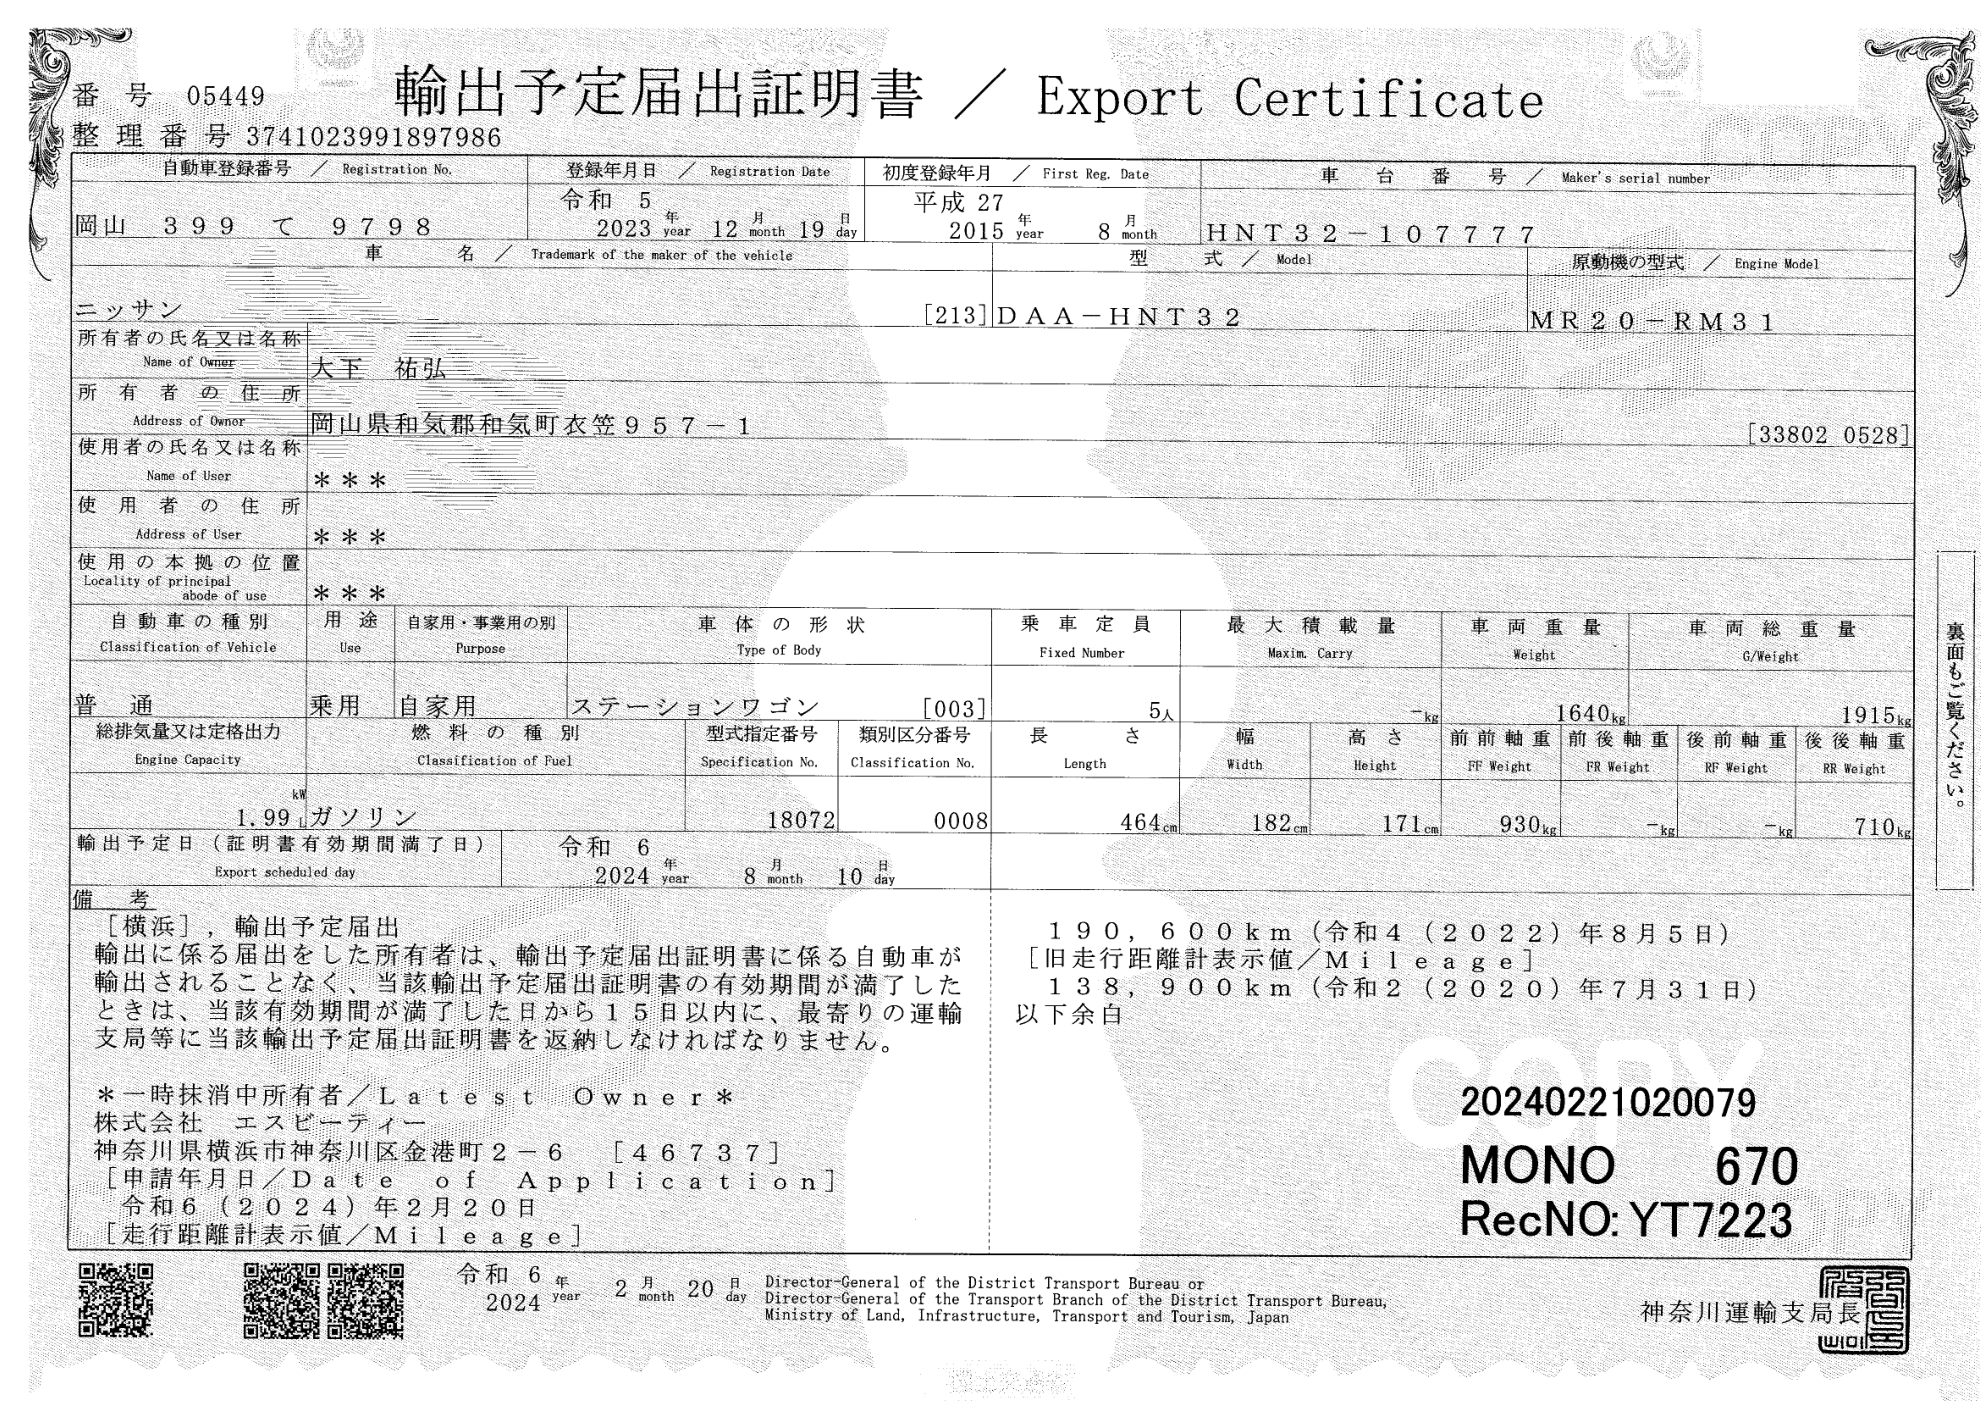 番号 05449
輸出予定届出証明書 / Export Certificate
整理番号 3741023991897986
自動車登録番号 / Registration No. 登録年月日 / Registration Date 初度登録年月 / First Reg. Date 車台番号 / Maker's serial number
令和 5 平成 27
岡山 399 て 9798 2023 年 year 12 月 month 19 日 day 2015 年 year 8 月 month HNT32-107777
車名 / Trademark of the maker of the vehicle 型式 / Model 原動機の型式 / Engine Model
ニッサン [213] DAA-HNT32 MR20-RM31
所有者の氏名又は名称
Name of Owner 大下 祐弘
所有者の住所
Address of Owner 岡山県和気郡和気町衣笠957-1 [33802 0528]
使用者の氏名又は名称
Name of User ***
使用者の住所
Address of User ***
使用の本拠の位置
Locality of principal abode of use ***
自動車の種別 用途 自家用・事業用の別 車体の形状 乗車定員 最大積載量 車両重量 車両総重量
Classification of Vehicle Use Purpose Type of Body Fixed Number Maxim. Carry Weight G/Weight
普通 乗用 自家用 ステーションワゴン [003] 5人 -kg 1640kg 1915kg
総排気量又は定格出力 燃料の種別 型式指定番号 類別区分番号 長さ 幅 高さ 前前軸重 前後軸重 後前軸重 後後軸重
Engine Capacity Classification of Fuel Specification No. Classification No. Length Width Height FF Weight FR Weight RF Weight RR Weight
kW
1.99 L ガソリン 18072 0008 464cm 182cm 171cm 930kg -kg -kg 710kg
輸出予定日(証明書有効期間満了日) 令和 6
Export scheduled day 2024 年 year 8 月 month 10 日 day
備考
[横浜],輸出予定届出
輸出に係る届出をした所有者は、輸出予定届出証明書に係る自動車が
輸出されることなく、当該輸出予定届出証明書の有効期間が満了した
ときは、当該有効期間が満了した日から15日以内に、最寄りの運輸
支局等に当該輸出予定届出証明書を返納しなければなりません。
*一時抹消中所有者/Latest Owner*
株式会社 エスビーティー
神奈川県横浜市神奈川区金港町2-6 [46737]
[申請年月日/Date of Application]
令和6(2024)年2月20日
[走行距離計表示値/Mileage]
190,600km(令和4(2022)年8月5日)
[旧走行距離計表示値/Mileage]
138,900km(令和2(2020)年7月31日)
以下余白
COPY
20240221020079
MONO 670
RecNO: YT7223
裏面もご覧ください。
令和 6
2024 年 year 2 月 month 20 日 day
Director-General of the District Transport Bureau or
Director-General of the Transport Branch of the District Transport Bureau,
Ministry of Land, Infrastructure, Transport and Tourism, Japan
神奈川運輸支局長